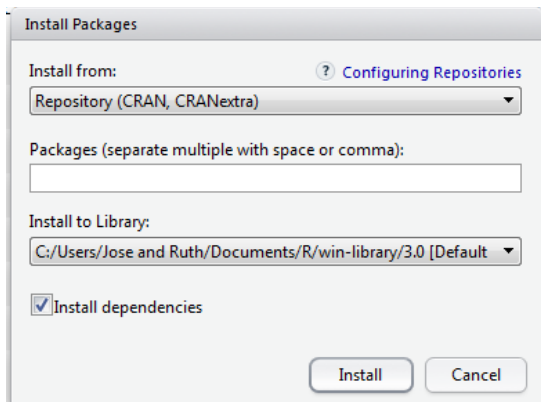 Install Packages
Install from:
? Configuring Repositories
Repository (CRAN, CRANextra)
Packages (separate multiple with space or comma):
Install to Library:
C:/Users/Jose and Ruth/Documents/R/win-library/3.0 [Default
Install dependencies
Install Cancel